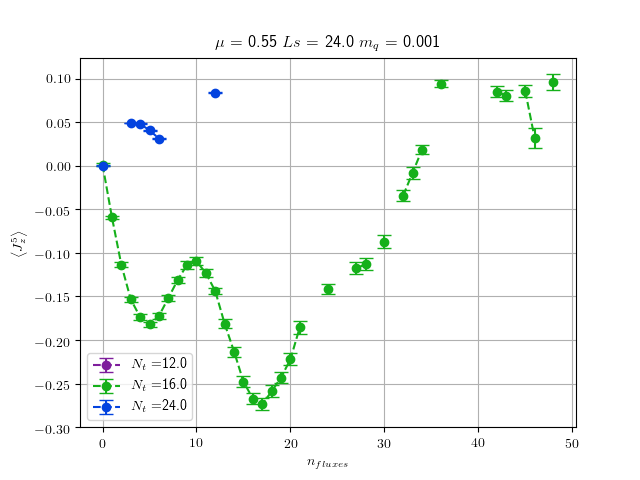 μ = 0.55 Ls = 24.0 m_q = 0.001
0.10
0.05
0.00
−0.05
−0.10
−0.15
−0.20
−0.25
−0.30
⟨J_z^5⟩
N_t =12.0
N_t =16.0
N_t =24.0
0 10 20 30 40 50
n_{fluxes}